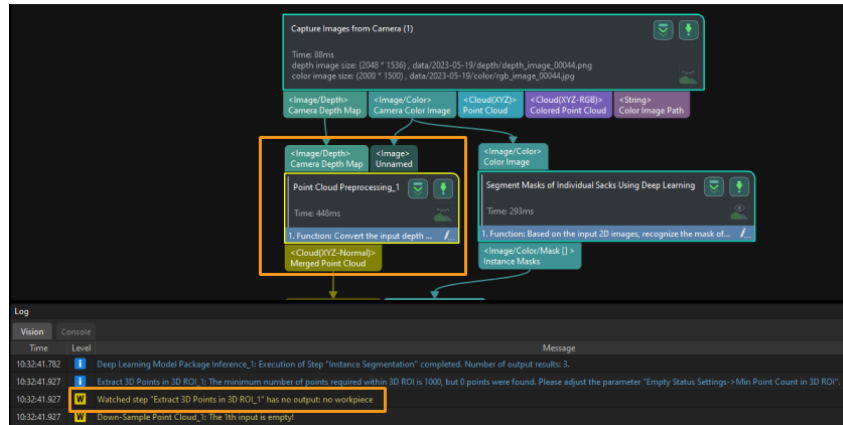 Capture Images from Camera (1)
Time: 88ms
depth image size: (2048 * 1536) , data/2023-05-19/depth/depth_image_00044.png
color image size: (2000 * 1500) , data/2023-05-19/color/rgb_image_00044.jpg
<Image/Depth> <Image/Color> <Cloud(XYZ)> <Cloud(XYZ-RGB)> <String>
Camera Depth Map Camera Color Image Point Cloud Colored Point Cloud Color Image Path
<Image/Depth> <Image> <Image/Color>
Camera Depth Map Unnamed Color Image
Point Cloud Preprocessing_1 Segment Masks of Individual Sacks Using Deep Learning
Time: 448ms Time: 293ms
1. Function: Convert the input depth ... 1. Function: Based on the input 2D images, recognize the mask of...
<Cloud(XYZ-Normal)> <Image/Color/Mask [] >
Merged Point Cloud Instance Masks
Log
Vision Console
Time Level Message
10:32:41.782 i Deep Learning Model Package Inference_1: Execution of Step "Instance Segmentation" completed. Number of output results: 3.
10:32:41.927 i Extract 3D Points in 3D ROI_1: The minimum number of points required within 3D ROI is 1000, but 0 points were found. Please adjust the parameter "Empty Status Settings->Min Point Count in 3D ROI".
10:32:41.927 W Watched step "Extract 3D Points in 3D ROI_1" has no output: no workpiece
10:32:41.927 W Down-Sample Point Cloud_1: The 1th input is empty!